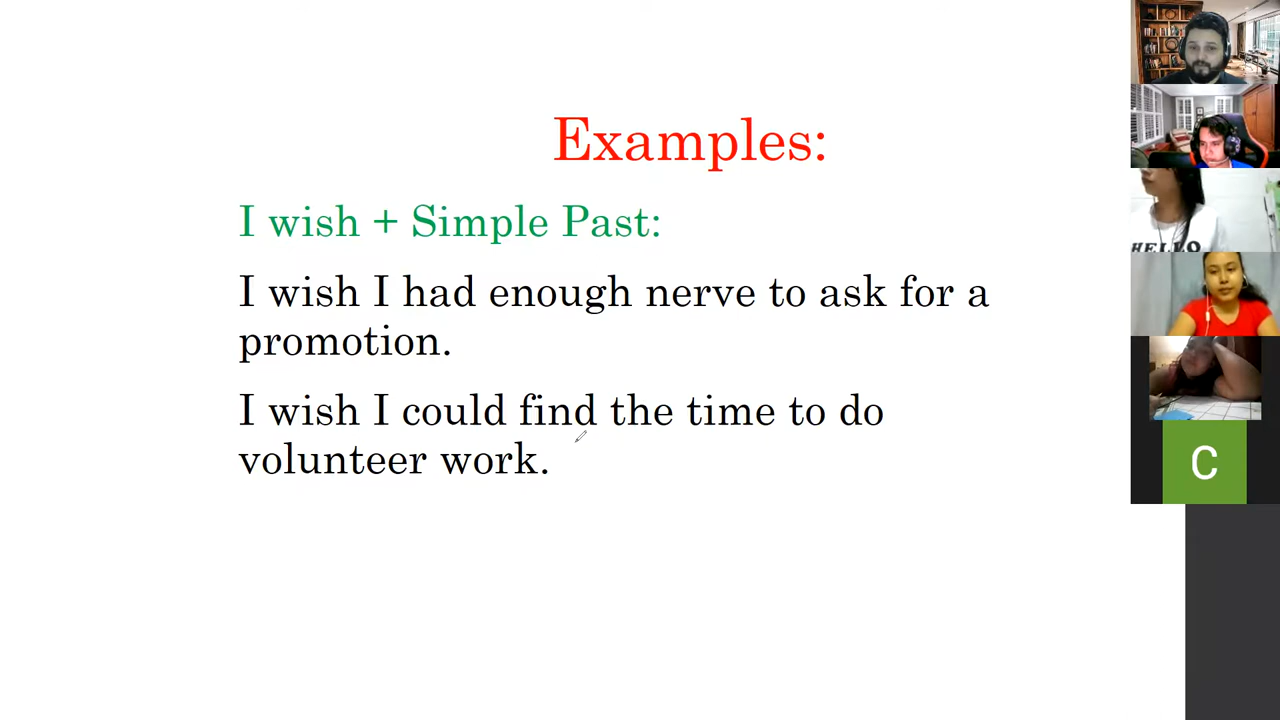 Examples:
I wish + Simple Past:
I wish I had enough nerve to ask for a
promotion.
I wish I could find the time to do
volunteer work.
HELLO
C